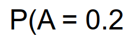 P(A = 0.2